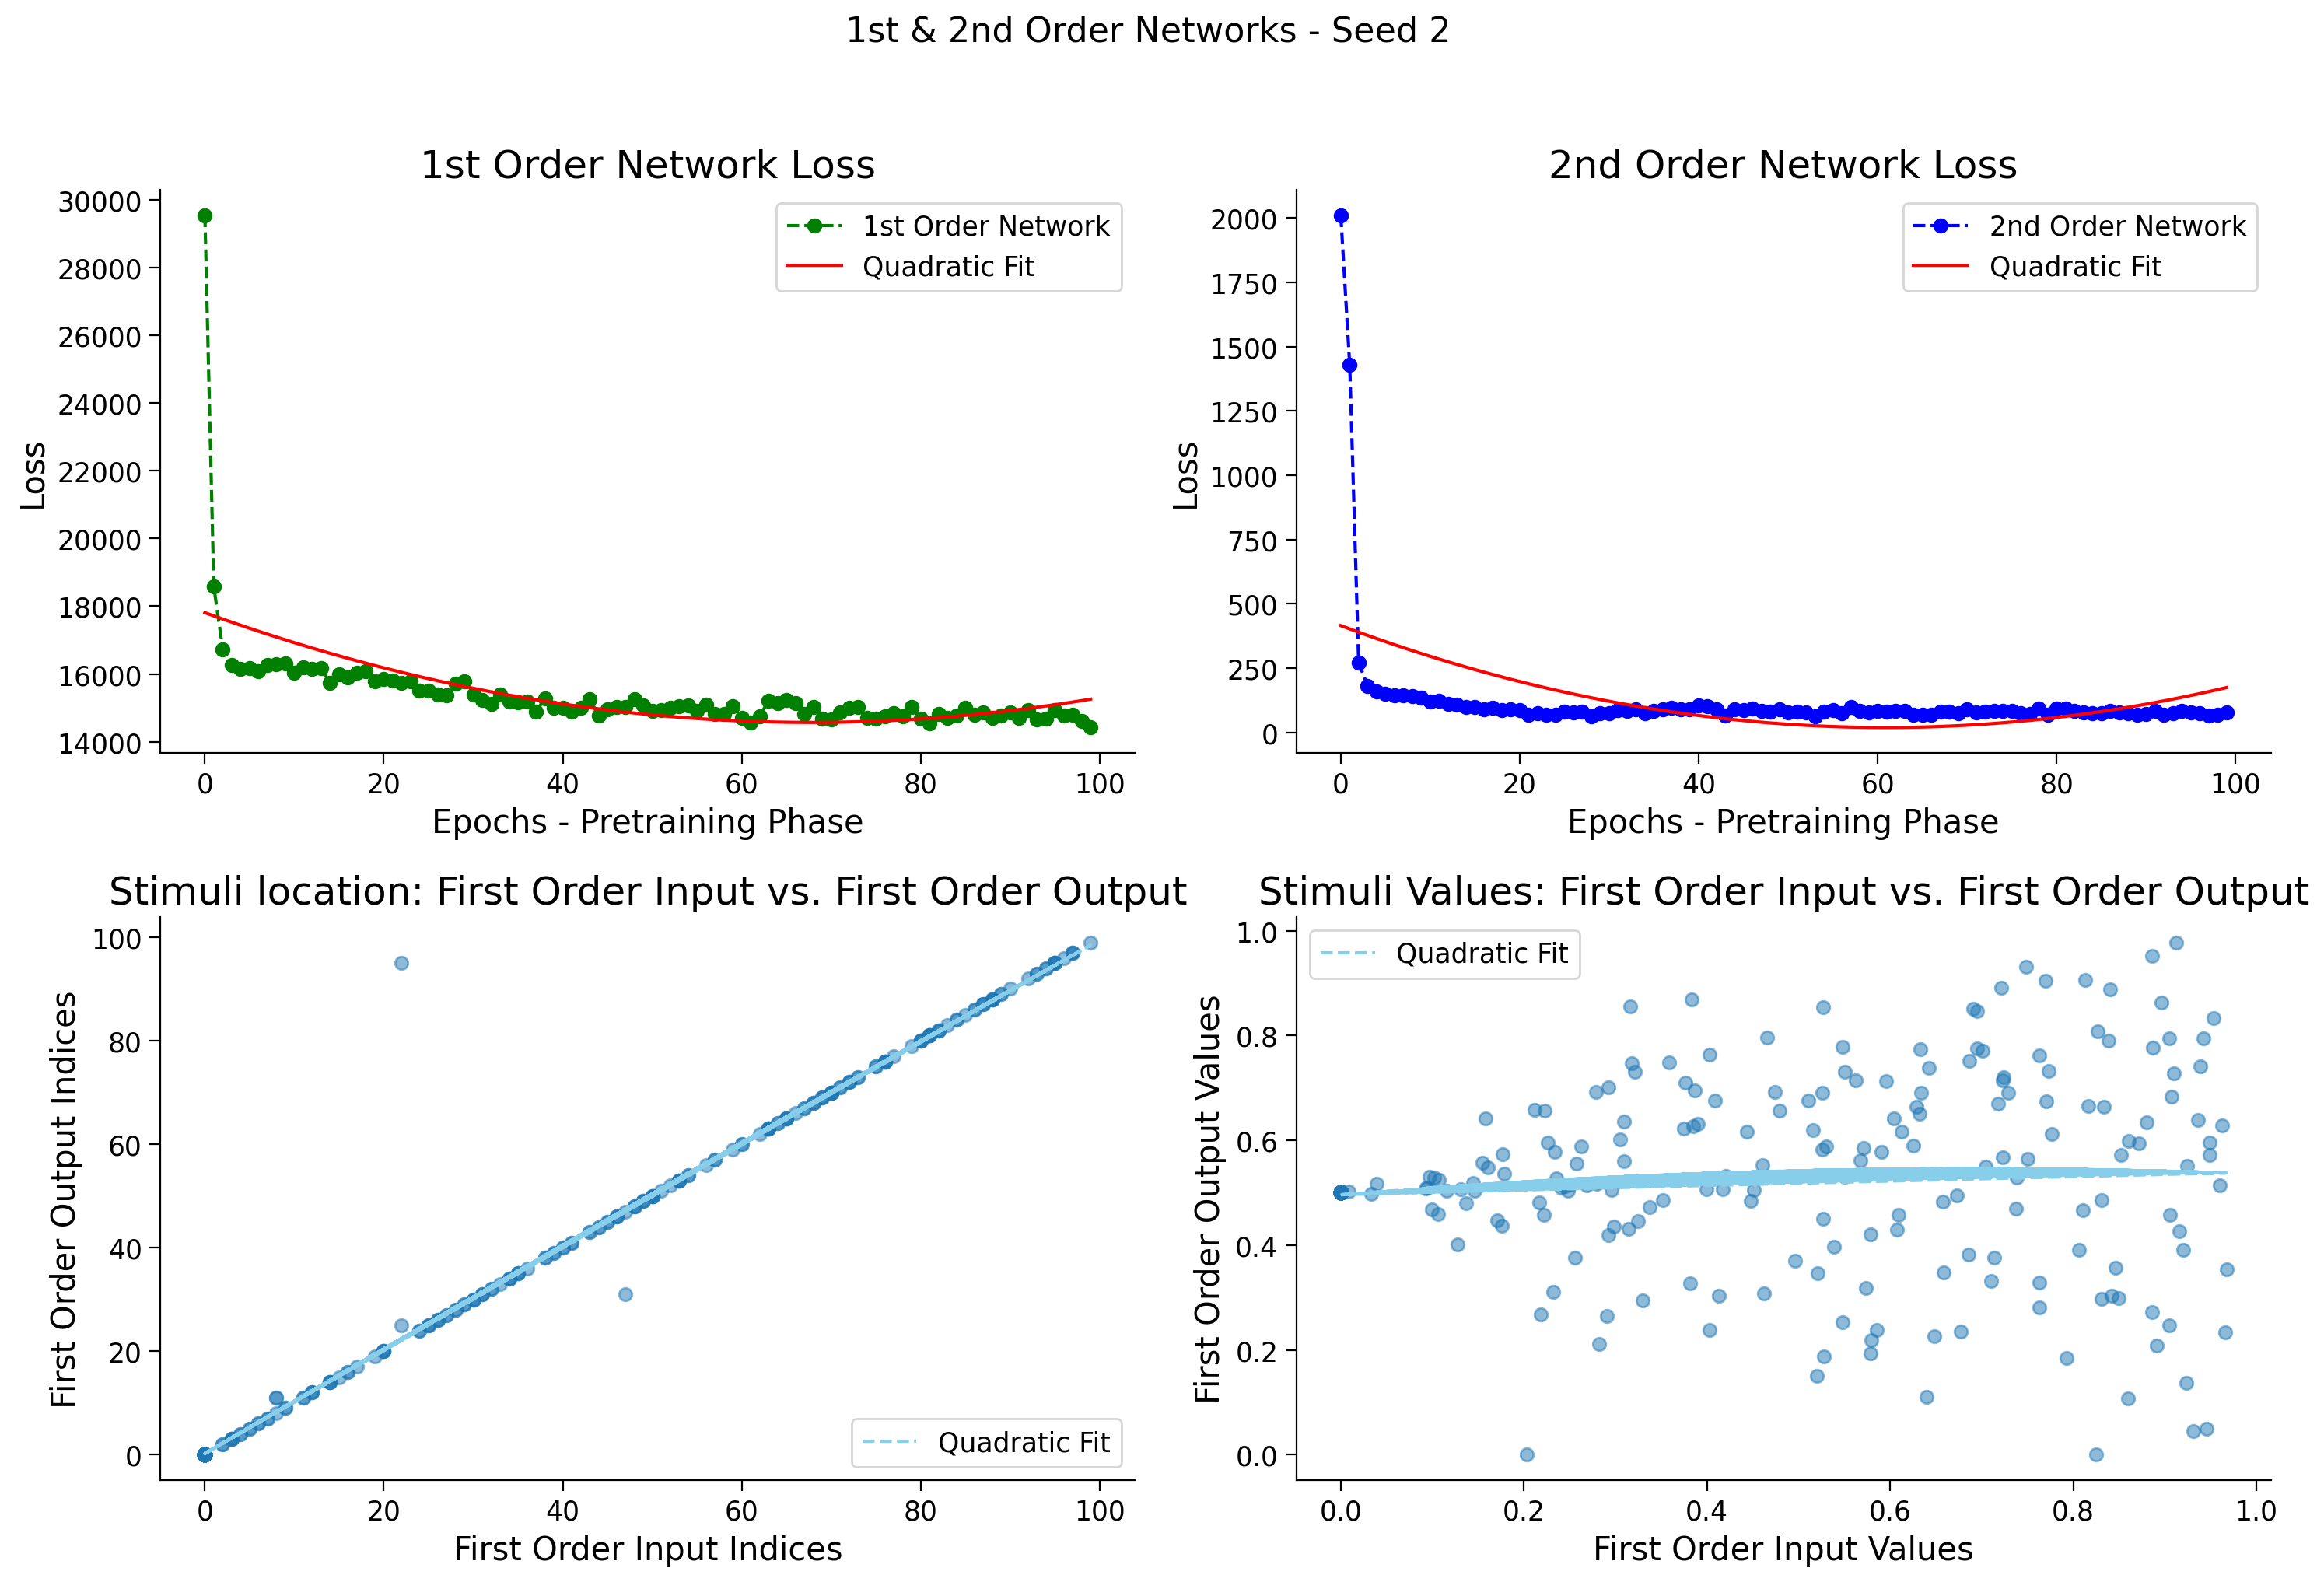 1st & 2nd Order Networks - Seed 2
1st Order Network Loss
30000
28000
26000
24000
22000
20000
18000
16000
14000
Loss
1st Order Network
Quadratic Fit
0 20 40 60 80 100
Epochs - Pretraining Phase
2nd Order Network Loss
2000
1750
1500
1250
1000
750
500
250
0
Loss
2nd Order Network
Quadratic Fit
0 20 40 60 80 100
Epochs - Pretraining Phase
Stimuli location: First Order Input vs. First Order Output
100
80
60
40
20
0
First Order Output Indices
Quadratic Fit
0 20 40 60 80 100
First Order Input Indices
Stimuli Values: First Order Input vs. First Order Output
1.0
0.8
0.6
0.4
0.2
0.0
First Order Output Values
Quadratic Fit
0.0 0.2 0.4 0.6 0.8 1.0
First Order Input Values